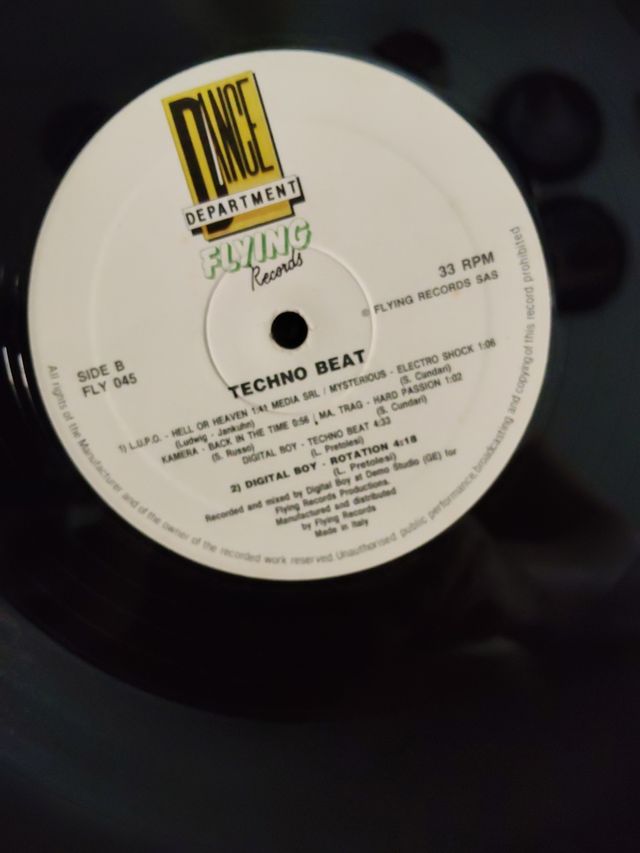 DANCE
DEPARTMENT
FLYING
Records
33 RPM
© FLYING RECORDS SAS
SIDE B
FLY 045
TECHNO BEAT
1) L.U.P.O. - HELL OR HEAVEN 1:41 MEDIA SRL / MYSTERIOUS - ELECTRO SHOCK 1:06
(Ludwig - Jankuhn) (S. Cundari)
KAMERA - BACK IN THE TIME 0:56 / MA. TRAG - HARD PASSION 1:02
(S. Russo) (S. Cundari)
DIGITAL BOY - TECHNO BEAT 4:33
(L. Pretolesi)
2) DIGITAL BOY - ROTATION 4:18
(L. Pretolesi)
Recorded and mixed by Digital Boy at Demo Studio (GE) for
Flying Records Productions.
Manufactured and distributed
by Flying Records
Made in Italy
All rights of the Manufacturer and of the owner of the recorded work reserved. Unauthorised public performance, broadcasting and copying of this record prohibited